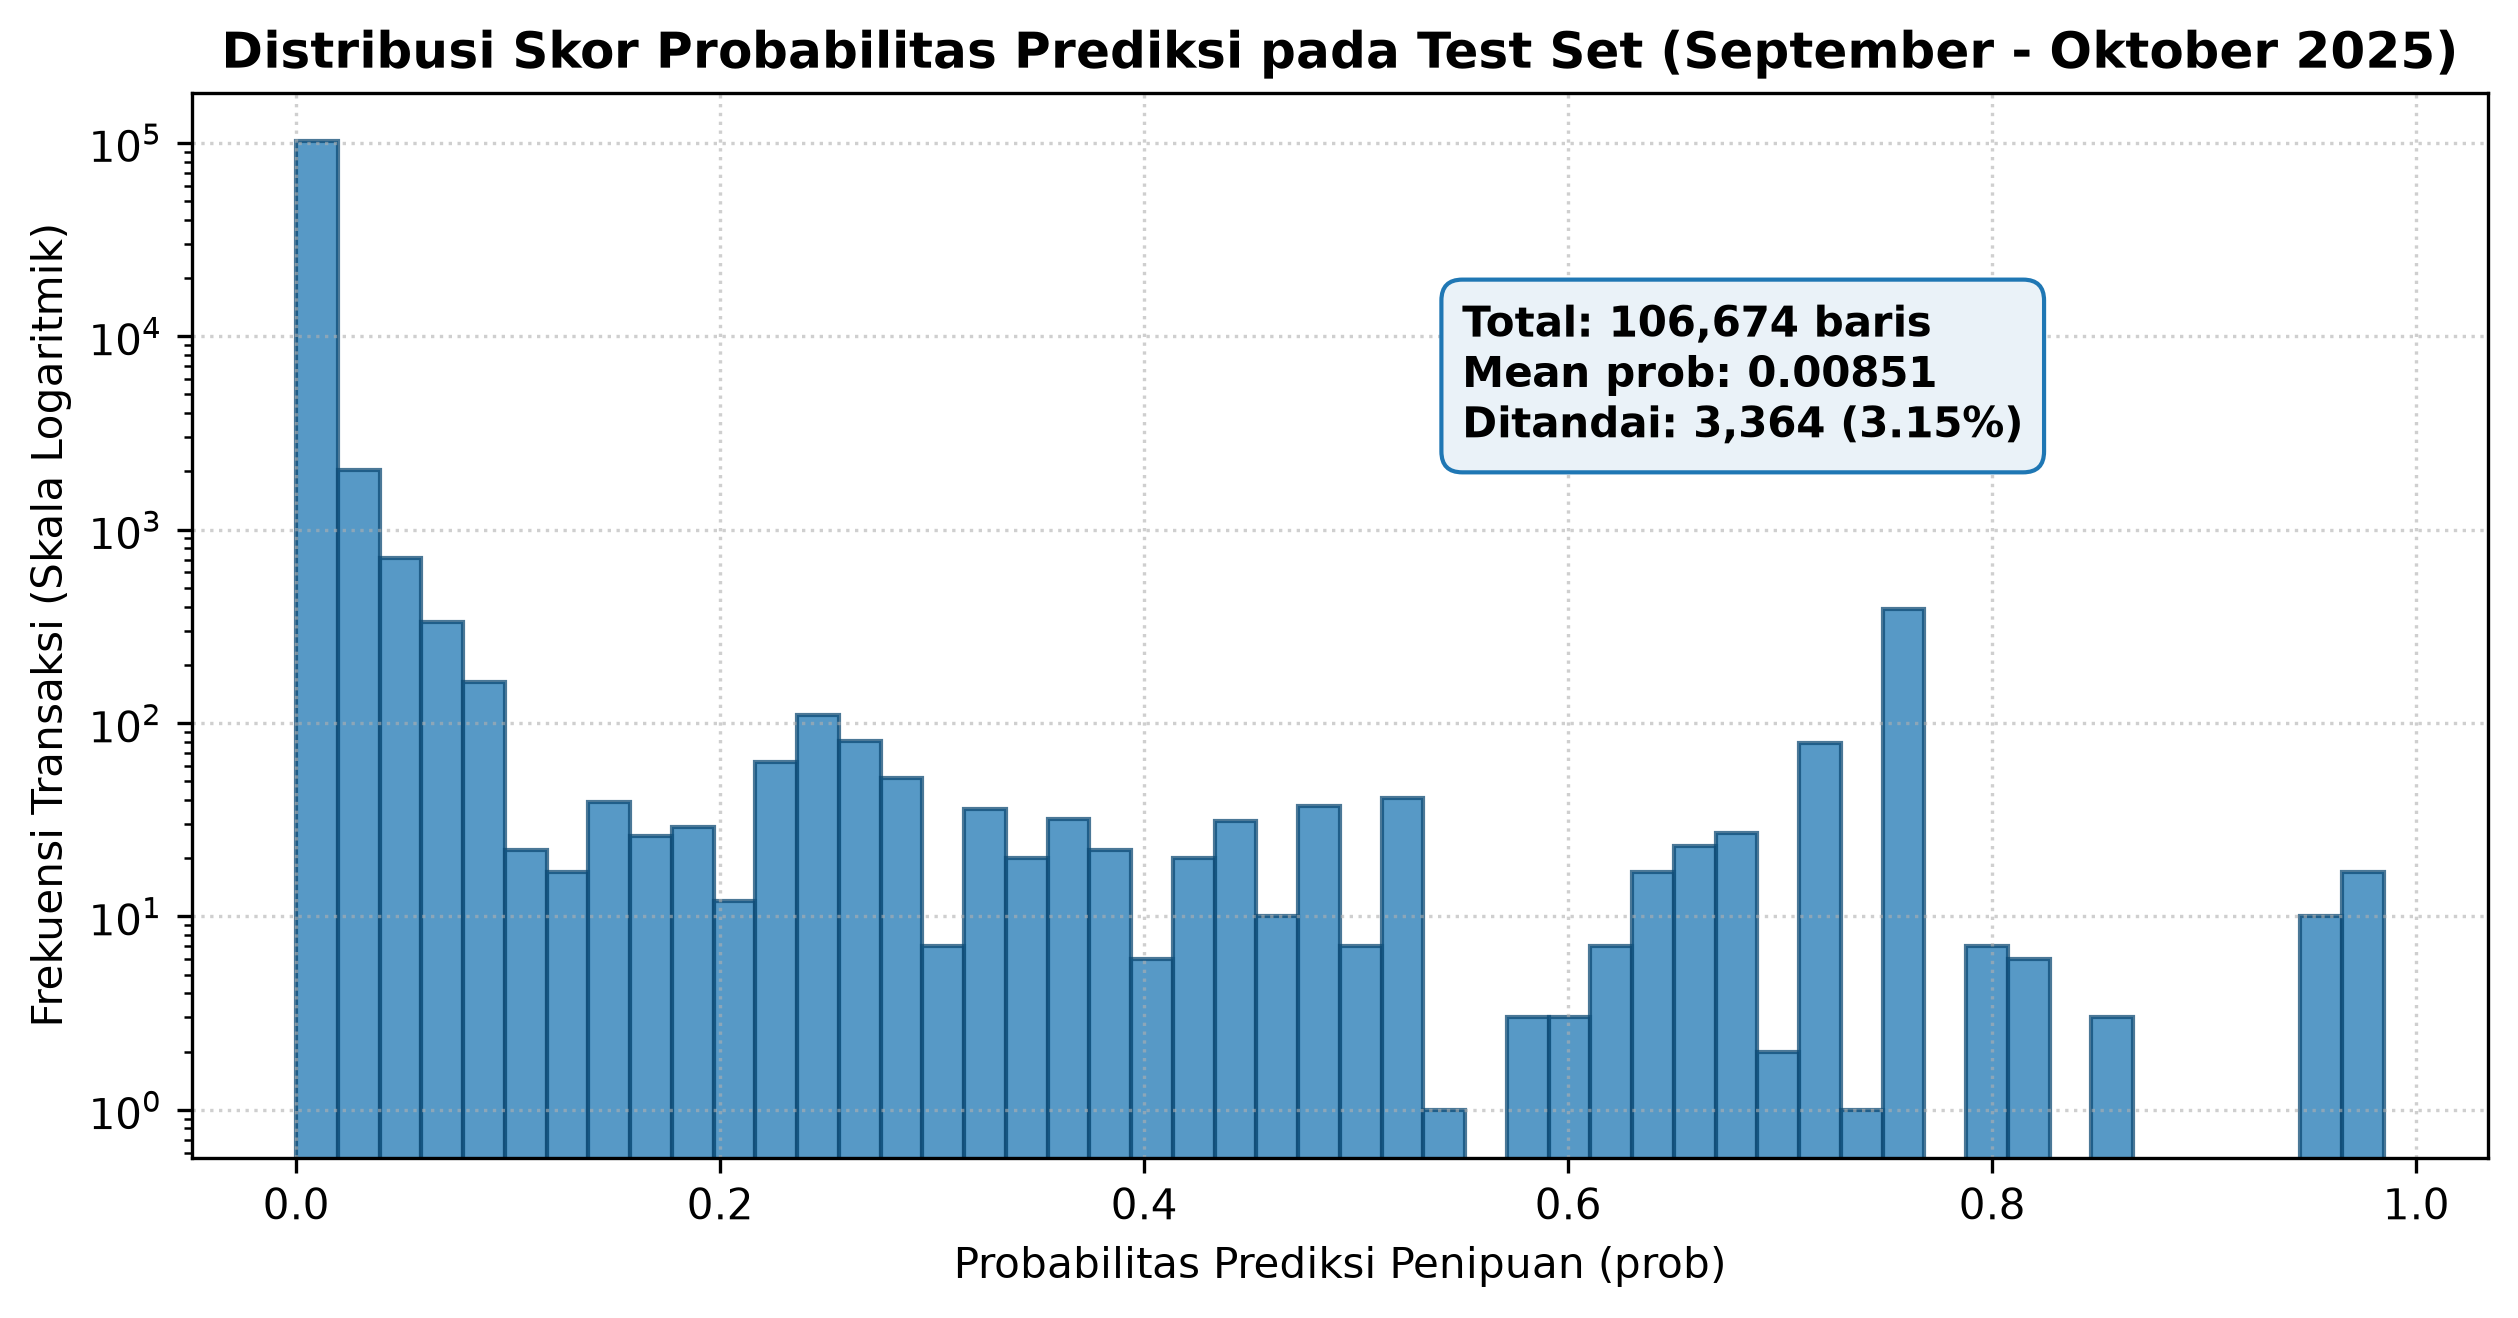 Distribusi Skor Probabilitas Prediksi pada Test Set (September - Oktober 2025)
Frekuensi Transaksi (Skala Logaritmik)
10⁵
10⁴
10³
10²
10¹
10⁰
Total: 106,674 baris
Mean prob: 0.00851
Ditandai: 3,364 (3.15%)
0.0 0.2 0.4 0.6 0.8 1.0
Probabilitas Prediksi Penipuan (prob)